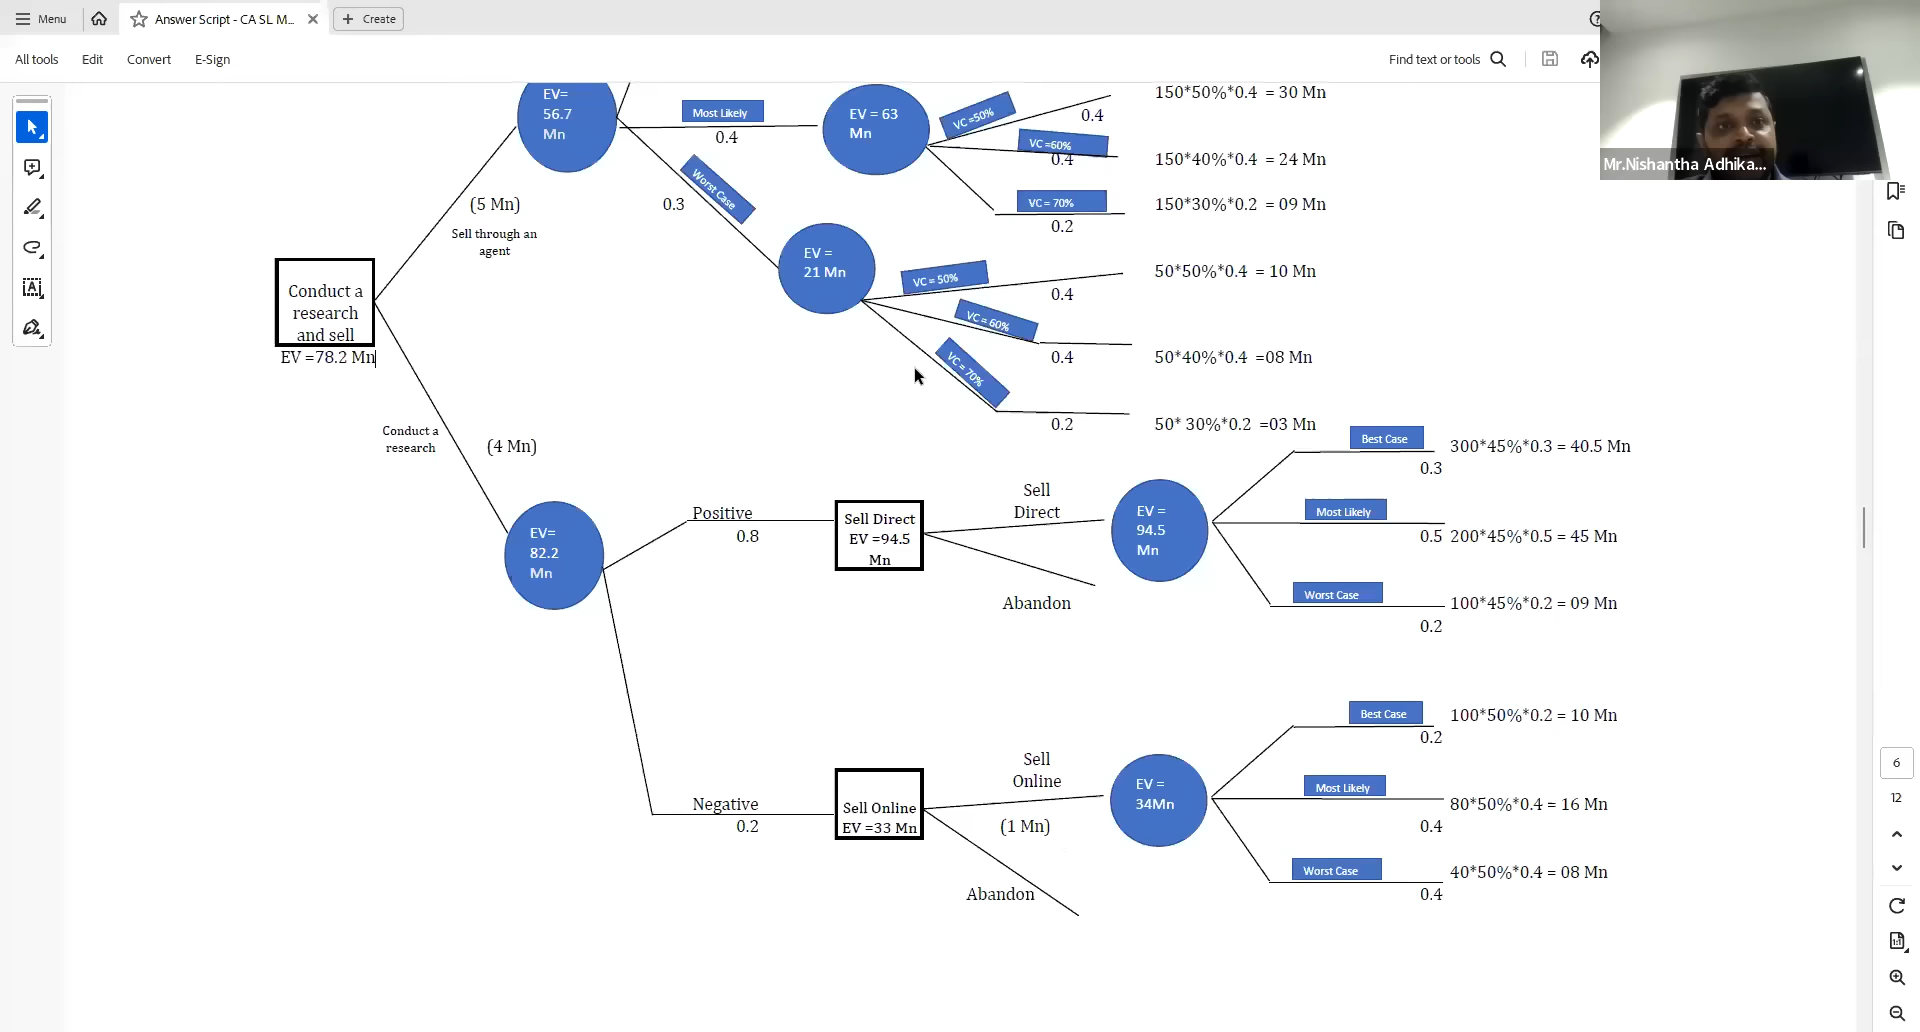 Menu
Answer Script - CA SL M...
Create
All tools
Edit
Convert
E-Sign
Find text or tools
Mr.Nishantha Adhika...
EV=
56.7
Mn
Most Likely
0.4
EV = 63
Mn
VC =50%
0.4
150*50%*0.4 = 30 Mn
VC =60%
0.4
150*40%*0.4 = 24 Mn
VC = 70%
0.2
150*30%*0.2 = 09 Mn
Worst Case
0.3
(5 Mn)
Sell through an
agent
EV =
21 Mn
VC = 50%
0.4
50*50%*0.4 = 10 Mn
VC = 60%
0.4
50*40%*0.4 =08 Mn
VC = 70%
0.2
50* 30%*0.2 =03 Mn
Conduct a
research
and sell
EV =78.2 Mn
Conduct a
research
(4 Mn)
EV=
82.2
Mn
Positive
0.8
Sell Direct
EV =94.5
Mn
Sell
Direct
Abandon
EV =
94.5
Mn
Best Case
0.3
300*45%*0.3 = 40.5 Mn
Most Likely
0.5
200*45%*0.5 = 45 Mn
Worst Case
0.2
100*45%*0.2 = 09 Mn
Negative
0.2
Sell Online
EV =33 Mn
Sell
Online
(1 Mn)
Abandon
EV =
34Mn
Best Case
0.2
100*50%*0.2 = 10 Mn
Most Likely
0.4
80*50%*0.4 = 16 Mn
Worst Case
0.4
40*50%*0.4 = 08 Mn
6
12
1:1